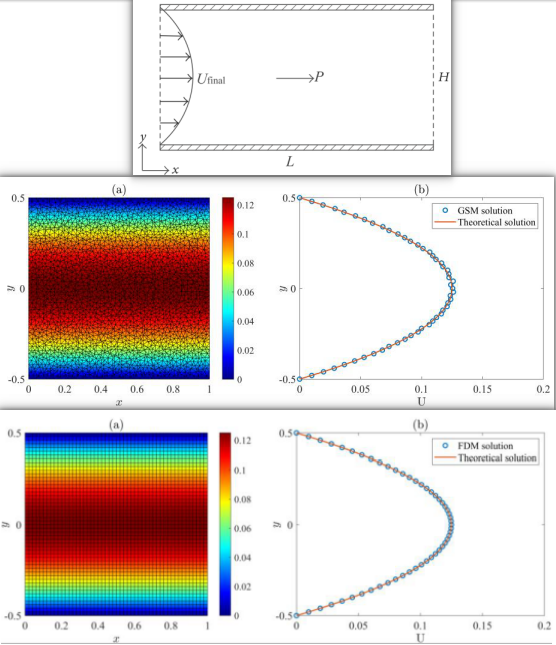 U final
P
H
y
x
L
(a)
(b)
0.5
0
-0.5
y
0 0.2 0.4 0.6 0.8 1
x
0.12
0.1
0.08
0.06
0.04
0.02
0
0.5
0
-0.5
y
GSM solution
Theoretical solution
0 0.05 0.1 0.15 0.2
U
(a)
(b)
0.5
0
-0.5
y
0 0.2 0.4 0.6 0.8 1
x
0.12
0.1
0.08
0.06
0.04
0.02
0
0.5
0
-0.5
y
FDM solution
Theoretical solution
0 0.05 0.1 0.15 0.2
U